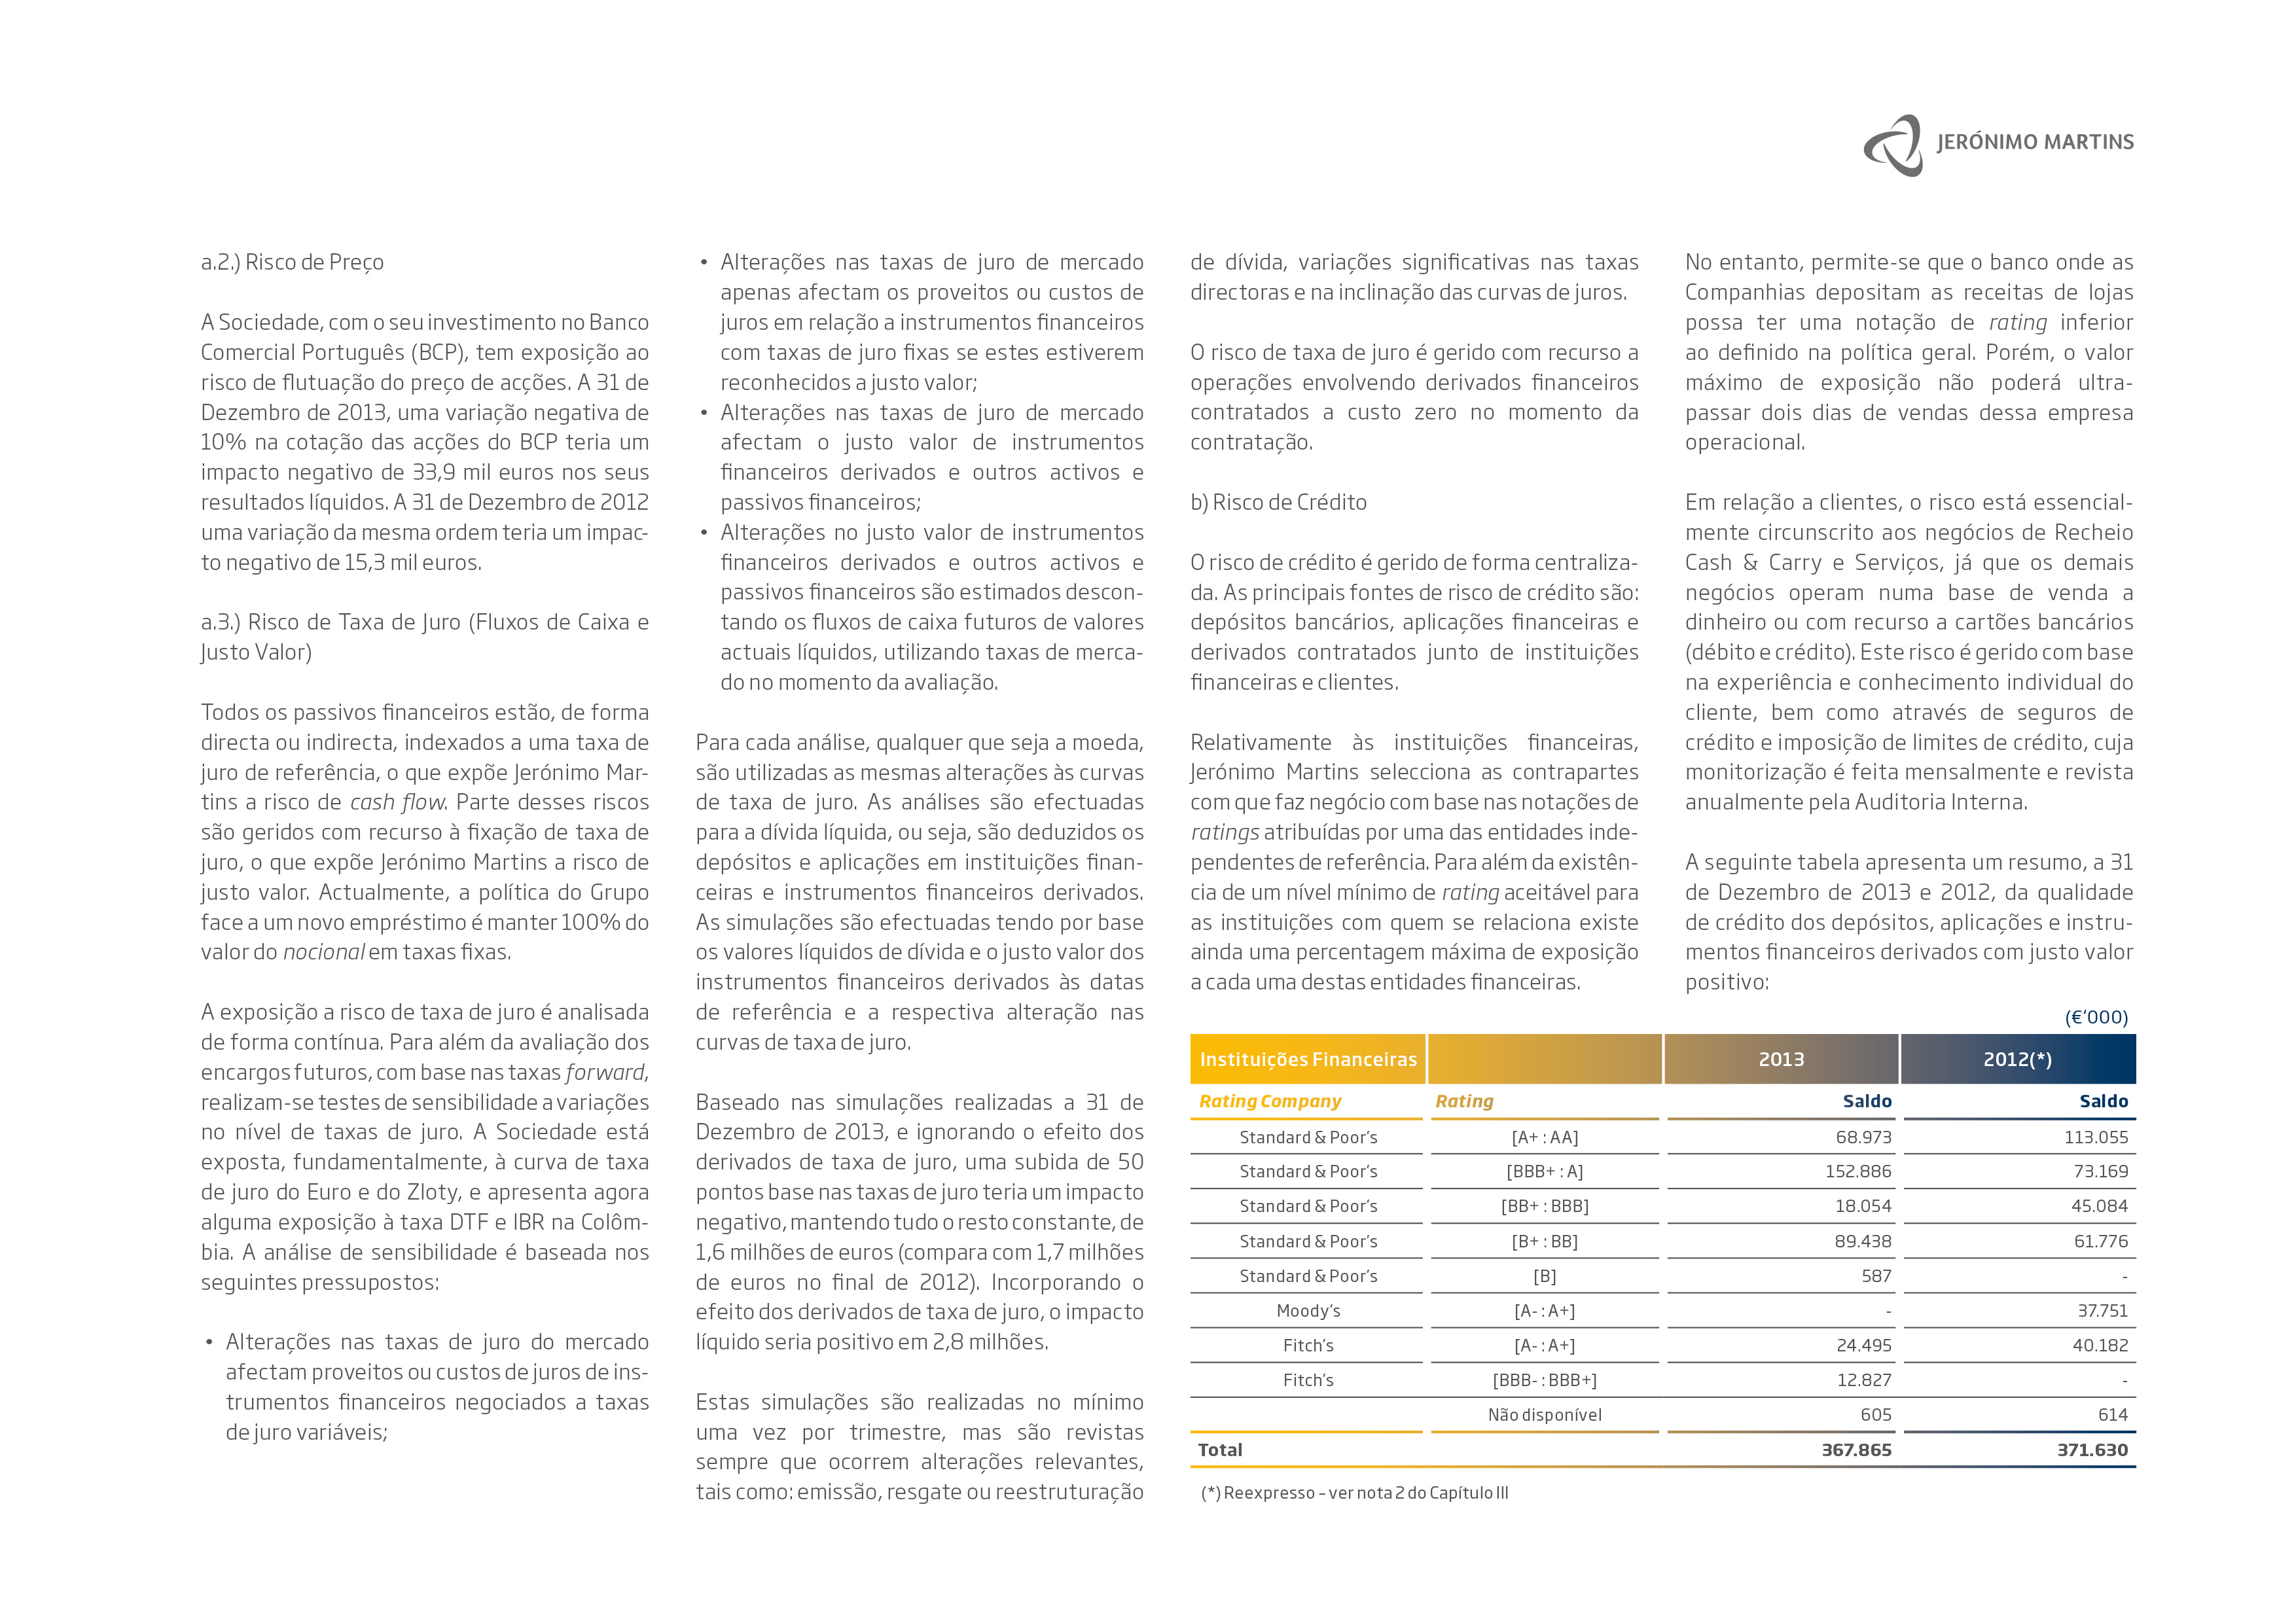 JERÓNIMO MARTINS
a.2.) Risco de Preço
A Sociedade, com o seu investimento no Banco
Comercial Português (BCP), tem exposição ao
risco de flutuação do preço de acções. A 31 de
Dezembro de 2013, uma variação negativa de
10% na cotação das acções do BCP teria um
impacto negativo de 33,9 mil euros nos seus
resultados líquidos. A 31 de Dezembro de 2012
uma variação da mesma ordem teria um impac-
to negativo de 15,3 mil euros.
a.3.) Risco de Taxa de Juro (Fluxos de Caixa e
Justo Valor)
Todos os passivos financeiros estão, de forma
directa ou indirecta, indexados a uma taxa de
juro de referência, o que expõe Jerónimo Mar-
tins a risco de cash flow. Parte desses riscos
são geridos com recurso à fixação de taxa de
juro, o que expõe Jerónimo Martins a risco de
justo valor. Actualmente, a política do Grupo
face a um novo empréstimo é manter 100% do
valor do nocional em taxas fixas.
A exposição a risco de taxa de juro é analisada
de forma contínua. Para além da avaliação dos
encargos futuros, com base nas taxas forward,
realizam-se testes de sensibilidade a variações
no nível de taxas de juro. A Sociedade está
exposta, fundamentalmente, à curva de taxa
de juro do Euro e do Zloty, e apresenta agora
alguma exposição à taxa DTF e IBR na Colôm-
bia. A análise de sensibilidade é baseada nos
seguintes pressupostos:
• Alterações nas taxas de juro do mercado
afectam proveitos ou custos de juros de ins-
trumentos financeiros negociados a taxas
de juro variáveis;
• Alterações nas taxas de juro de mercado
apenas afectam os proveitos ou custos de
juros em relação a instrumentos financeiros
com taxas de juro fixas se estes estiverem
reconhecidos a justo valor;
• Alterações nas taxas de juro de mercado
afectam o justo valor de instrumentos
financeiros derivados e outros activos e
passivos financeiros;
• Alterações no justo valor de instrumentos
financeiros derivados e outros activos e
passivos financeiros são estimados descon-
tando os fluxos de caixa futuros de valores
actuais líquidos, utilizando taxas de merca-
do no momento da avaliação.
Para cada análise, qualquer que seja a moeda,
são utilizadas as mesmas alterações às curvas
de taxa de juro. As análises são efectuadas
para a dívida líquida, ou seja, são deduzidos os
depósitos e aplicações em instituições finan-
ceiras e instrumentos financeiros derivados.
As simulações são efectuadas tendo por base
os valores líquidos de dívida e o justo valor dos
instrumentos financeiros derivados às datas
de referência e a respectiva alteração nas
curvas de taxa de juro.
Baseado nas simulações realizadas a 31 de
Dezembro de 2013, e ignorando o efeito dos
derivados de taxa de juro, uma subida de 50
pontos base nas taxas de juro teria um impacto
negativo, mantendo tudo o resto constante, de
1,6 milhões de euros (compara com 1,7 milhões
de euros no final de 2012). Incorporando o
efeito dos derivados de taxa de juro, o impacto
líquido seria positivo em 2,8 milhões.
Estas simulações são realizadas no mínimo
uma vez por trimestre, mas são revistas
sempre que ocorrem alterações relevantes,
tais como: emissão, resgate ou reestruturação
de dívida, variações significativas nas taxas
directoras e na inclinação das curvas de juros.
O risco de taxa de juro é gerido com recurso a
operações envolvendo derivados financeiros
contratados a custo zero no momento da
contratação.
b) Risco de Crédito
O risco de crédito é gerido de forma centraliza-
da. As principais fontes de risco de crédito são:
depósitos bancários, aplicações financeiras e
derivados contratados junto de instituições
financeiras e clientes.
Relativamente às instituições financeiras,
Jerónimo Martins selecciona as contrapartes
com que faz negócio com base nas notações de
ratings atribuídas por uma das entidades inde-
pendentes de referência. Para além da existên-
cia de um nível mínimo de rating aceitável para
as instituições com quem se relaciona existe
ainda uma percentagem máxima de exposição
a cada uma destas entidades financeiras.
No entanto, permite-se que o banco onde as
Companhias depositam as receitas de lojas
possa ter uma notação de rating inferior
ao definido na política geral. Porém, o valor
máximo de exposição não poderá ultra-
passar dois dias de vendas dessa empresa
operacional.
Em relação a clientes, o risco está essencial-
mente circunscrito aos negócios de Recheio
Cash & Carry e Serviços, já que os demais
negócios operam numa base de venda a
dinheiro ou com recurso a cartões bancários
(débito e crédito). Este risco é gerido com base
na experiência e conhecimento individual do
cliente, bem como através de seguros de
crédito e imposição de limites de crédito, cuja
monitorização é feita mensalmente e revista
anualmente pela Auditoria Interna.
A seguinte tabela apresenta um resumo, a 31
de Dezembro de 2013 e 2012, da qualidade
de crédito dos depósitos, aplicações e instru-
mentos financeiros derivados com justo valor
positivo:
(€'000)
Instituições Financeiras 2013 2012(*)
Rating Company Rating Saldo Saldo
Standard & Poor's [A+ : AA] 68.973 113.055
Standard & Poor's [BBB+ : A] 152.886 73.169
Standard & Poor's [BB+ : BBB] 18.054 45.084
Standard & Poor's [B+ : BB] 89.438 61.776
Standard & Poor's [B] 587 -
Moody's [A- : A+] - 37.751
Fitch's [A- : A+] 24.495 40.182
Fitch's [BBB- : BBB+] 12.827 -
Não disponível 605 614
Total 367.865 371.630
(*) Reexpresso – ver nota 2 do Capítulo III